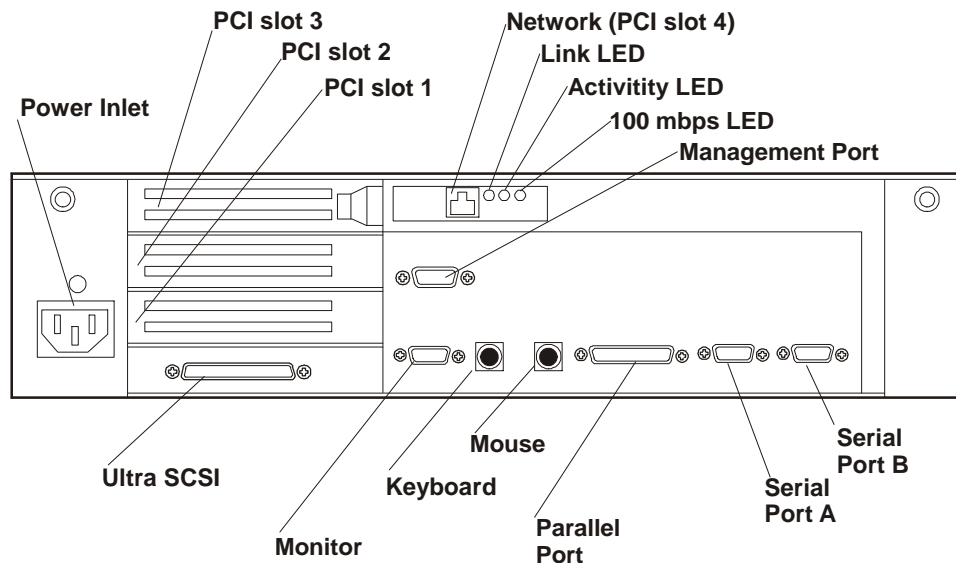 PCI slot 3
PCI slot 2
PCI slot 1
Power Inlet
Network (PCI slot 4)
Link LED
Activitity LED
100 mbps LED
Management Port
Ultra SCSI
Monitor
Keyboard
Mouse
Parallel
Port
Serial
Port A
Serial
Port B